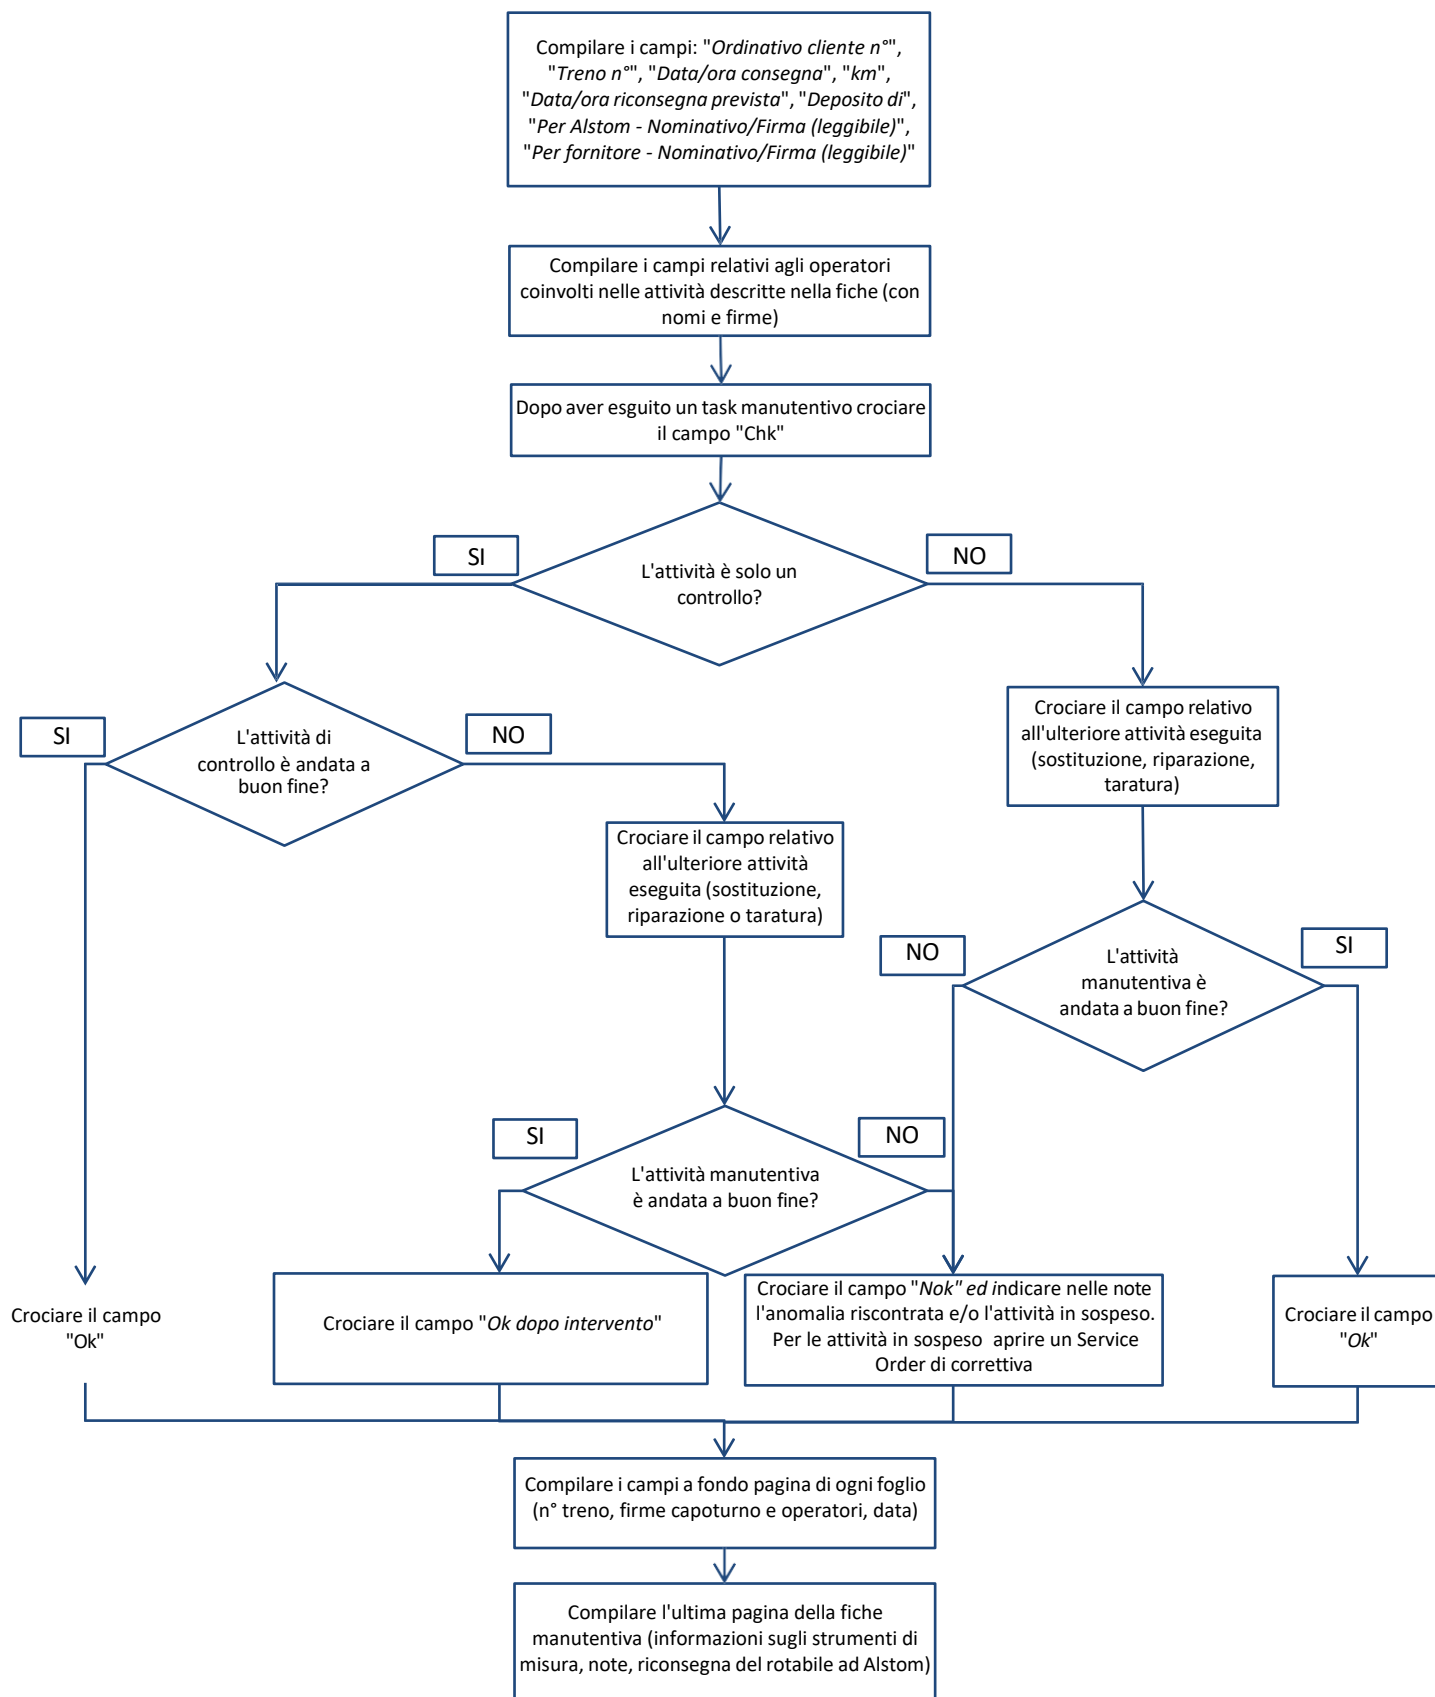 Compilare i campi: "Ordinativo cliente n°",
"Treno n°", "Data/ora consegna", "km",
"Data/ora riconsegna prevista", "Deposito di",
"Per Alstom - Nominativo/Firma (leggibile)",
"Per fornitore - Nominativo/Firma (leggibile)"
Compilare i campi relativi agli operatori
coinvolti nelle attività descritte nella fiche (con
nomi e firme)
Dopo aver esguito un task manutentivo crociare
il campo "Chk"
SI
NO
L'attività è solo un
controllo?
SI
NO
L'attività di
controllo è andata a
buon fine?
Crociare il campo relativo
all'ulteriore attività eseguita
(sostituzione, riparazione,
taratura)
Crociare il campo relativo
all'ulteriore attività
eseguita (sostituzione,
riparazione o taratura)
NO
SI
L'attività
manutentiva è
andata a buon fine?
SI
NO
L'attività manutentiva
è andata a buon fine?
Crociare il campo
"Ok"
Crociare il campo "Ok dopo intervento"
Crociare il campo "Nok" ed indicare nelle note
l'anomalia riscontrata e/o l'attività in sospeso.
Per le attività in sospeso aprire un Service
Order di correttiva
Crociare il campo
"Ok"
Compilare i campi a fondo pagina di ogni foglio
(n° treno, firme capoturno e operatori, data)
Compilare l'ultima pagina della fiche
manutentiva (informazioni sugli strumenti di
misura, note, riconsegna del rotabile ad Alstom)